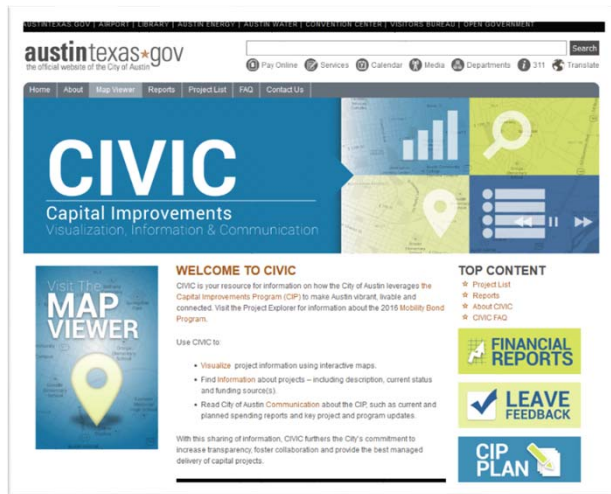 AUSTINTEXAS.GOV | AIRPORT | LIBRARY | AUSTIN ENERGY | AUSTIN WATER | CONVENTION CENTER | VISITORS BUREAU | OPEN GOVERNMENT
austintexas.gov
the official website of the City of Austin
Search
Pay Online Services Calendar Media Departments 311 Translate
Home About Map Viewer Reports Project List FAQ Contact Us
CIVIC
Capital Improvements
Visualization, Information & Communication
Visit The
MAP
VIEWER
WELCOME TO CIVIC
CIVIC is your resource for information on how the City of Austin leverages the
Capital Improvements Program (CIP) to make Austin vibrant, livable and
connected. Visit the Project Explorer for information about the 2016 Mobility Bond
Program.
Use CIVIC to:
• Visualize project information using interactive maps.
• Find Information about projects – including description, current status
and funding source(s).
• Read City of Austin Communication about the CIP, such as current and
planned spending reports and key project and program updates.
With this sharing of information, CIVIC furthers the City's commitment to
increase transparency, foster collaboration and provide the best managed
delivery of capital projects.
TOP CONTENT
Project List
Reports
About CIVIC
CIVIC FAQ
FINANCIAL
REPORTS
LEAVE
FEEDBACK
CIP
PLAN